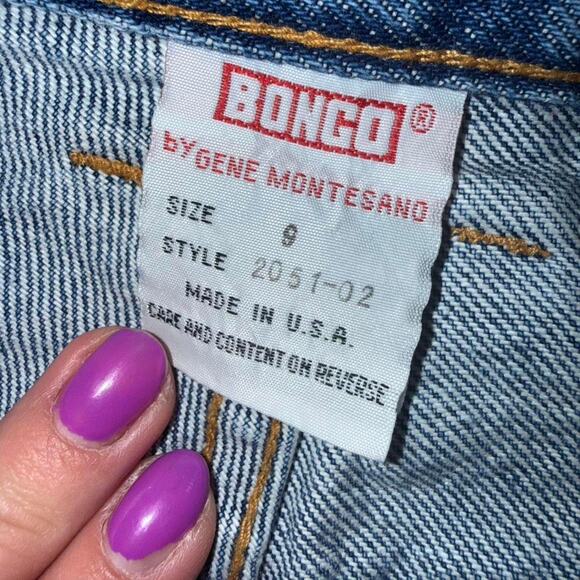 BONGO®
by GENE MONTESANO
SIZE 9
STYLE 2051-02
MADE IN U.S.A.
CARE AND CONTENT ON REVERSE